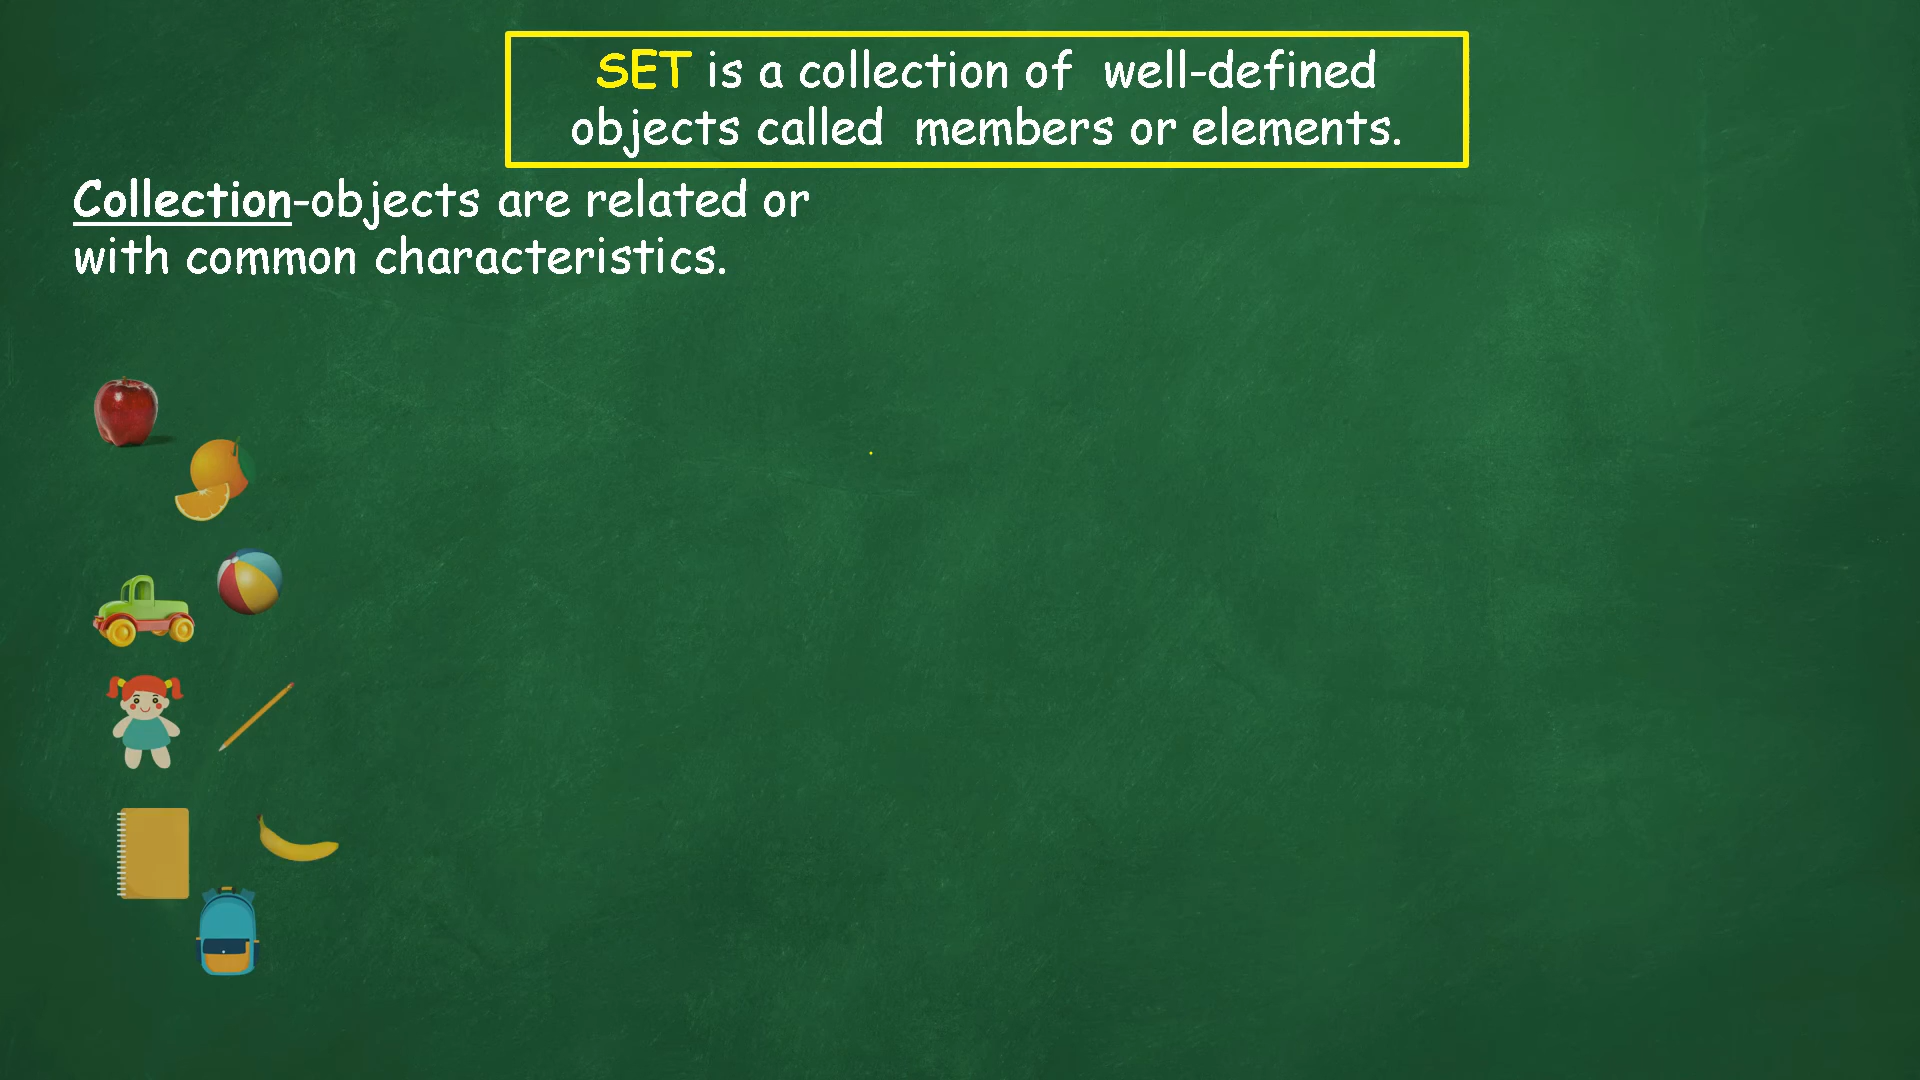 SET is a collection of well-defined
objects called members or elements.
Collection-objects are related or
with common characteristics.